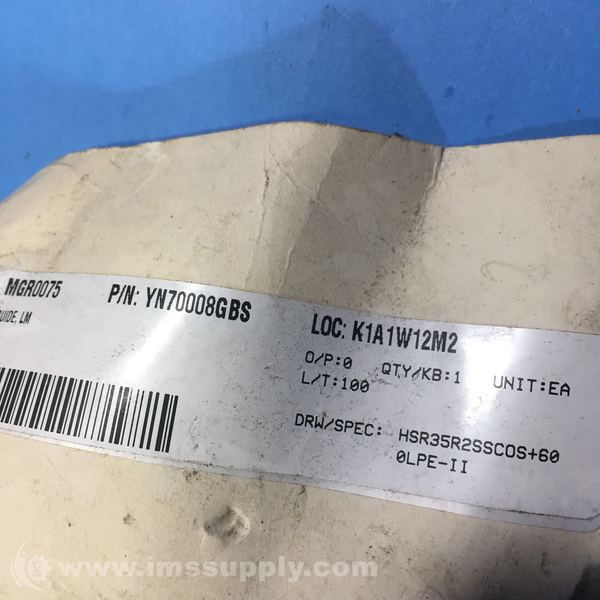 MGR0075 P/N: YN70008GBS LOC: K1A1W12M2
UIDE, LM
O/P:0 QTY/KB:1 UNIT:EA
L/T:100
DRW/SPEC: HSR35R2SSCOS+60
0LPE-II
www.imssupply.com